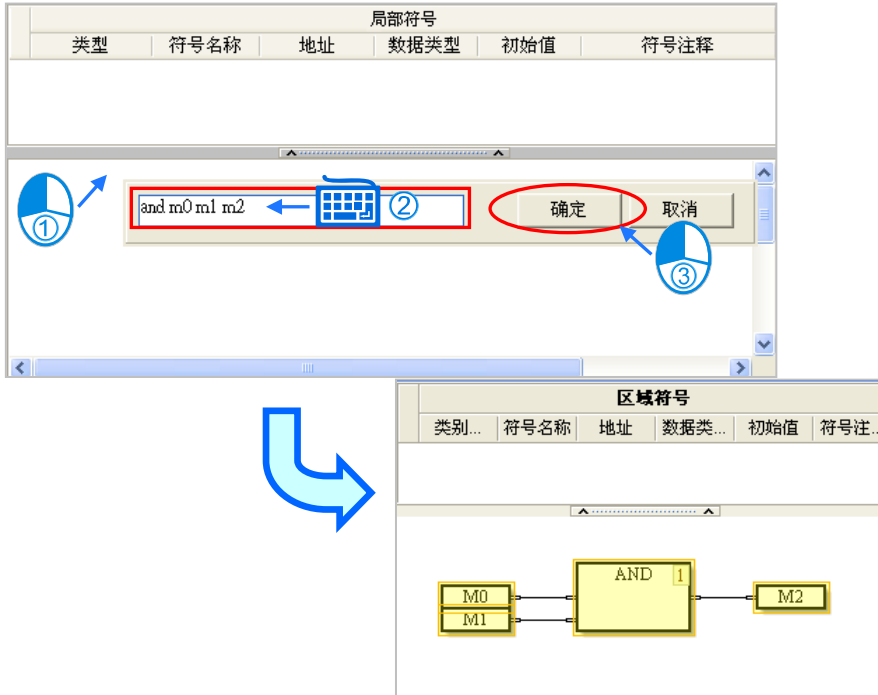 局部符号
类型 符号名称 地址 数据类型 初始值 符号注释
① and m0 m1 m2 ② 确定 取消
③
区域符号
类别... 符号名称 地址 数据类... 初始值 符号注...
AND 1
M0 M2
M1